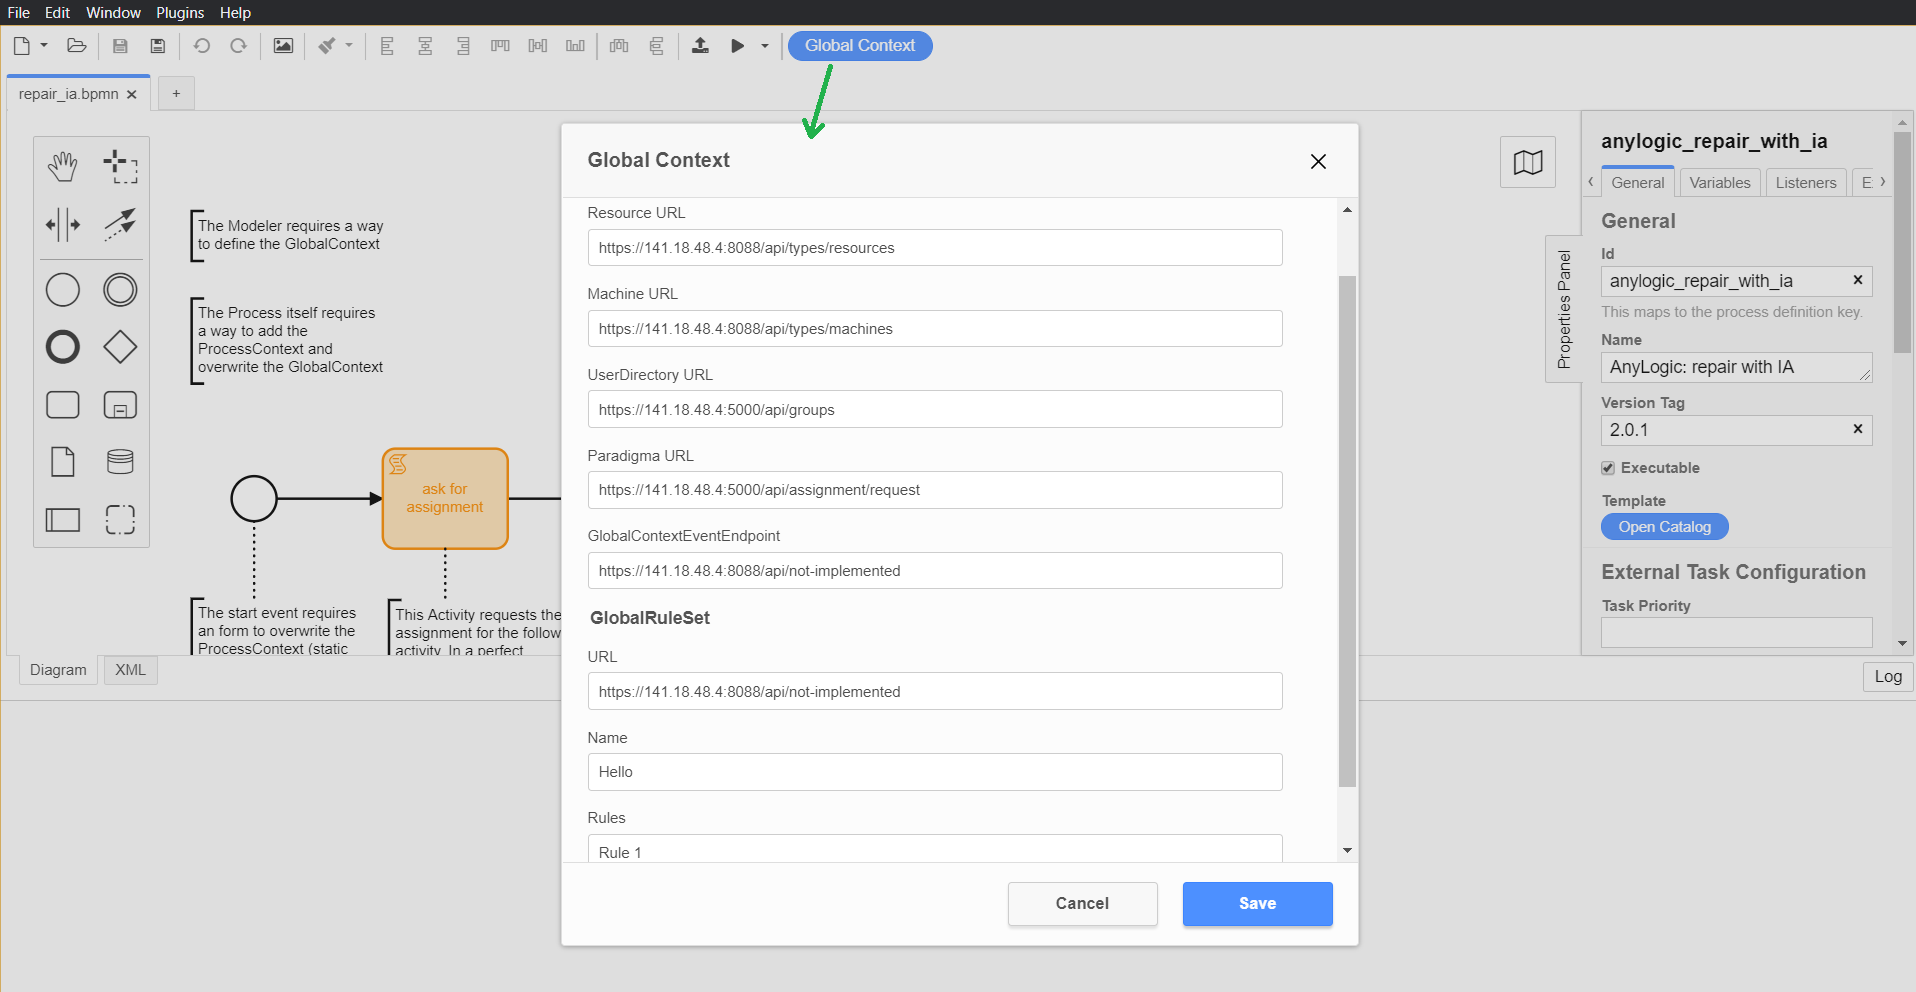 File Edit Window Plugins Help
Global Context
repair_ia.bpmn
+
The Modeler requires a way
to define the GlobalContext
The Process itself requires
a way to add the
ProcessContext and
overwrite the GlobalContext
ask for
assignment
The start event requires
an form to overwrite the
ProcessContext (static
This Activity requests the
assignment for the follow
activity. In a perfect
Diagram XML
Global Context
Resource URL
https://141.18.48.4:8088/api/types/resources
Machine URL
https://141.18.48.4:8088/api/types/machines
UserDirectory URL
https://141.18.48.4:5000/api/groups
Paradigma URL
https://141.18.48.4:5000/api/assignment/request
GlobalContextEventEndpoint
https://141.18.48.4:8088/api/not-implemented
GlobalRuleSet
URL
https://141.18.48.4:8088/api/not-implemented
Name
Hello
Rules
Rule 1
Cancel Save
Properties Panel
anylogic_repair_with_ia
General Variables Listeners E
General
Id
anylogic_repair_with_ia
This maps to the process definition key.
Name
AnyLogic: repair with IA
Version Tag
2.0.1
Executable
Template
Open Catalog
External Task Configuration
Task Priority
Log